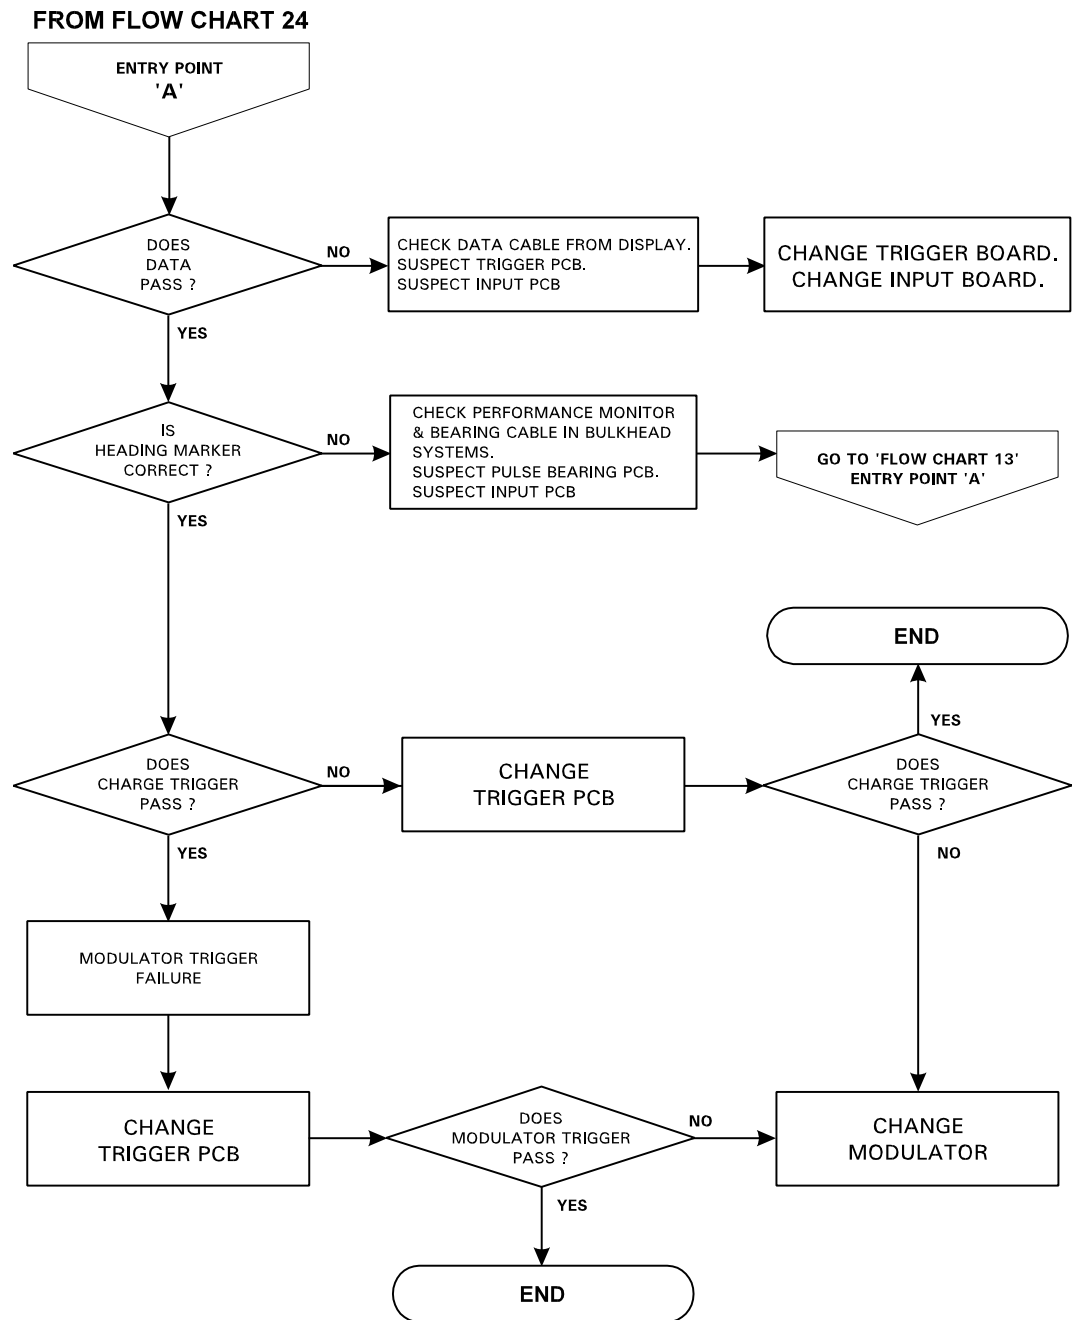 FROM FLOW CHART 24
ENTRY POINT
'A'
DOES
DATA
PASS ?
NO
CHECK DATA CABLE FROM DISPLAY.
SUSPECT TRIGGER PCB.
SUSPECT INPUT PCB
CHANGE TRIGGER BOARD.
CHANGE INPUT BOARD.
YES
IS
HEADING MARKER
CORRECT ?
NO
CHECK PERFORMANCE MONITOR
& BEARING CABLE IN BULKHEAD
SYSTEMS.
SUSPECT PULSE BEARING PCB.
SUSPECT INPUT PCB
GO TO 'FLOW CHART 13'
ENTRY POINT 'A'
YES
END
YES
DOES
CHARGE TRIGGER
PASS ?
NO
CHANGE
TRIGGER PCB
DOES
CHARGE TRIGGER
PASS ?
YES
NO
MODULATOR TRIGGER
FAILURE
CHANGE
TRIGGER PCB
DOES
MODULATOR TRIGGER
PASS ?
NO
CHANGE
MODULATOR
YES
END